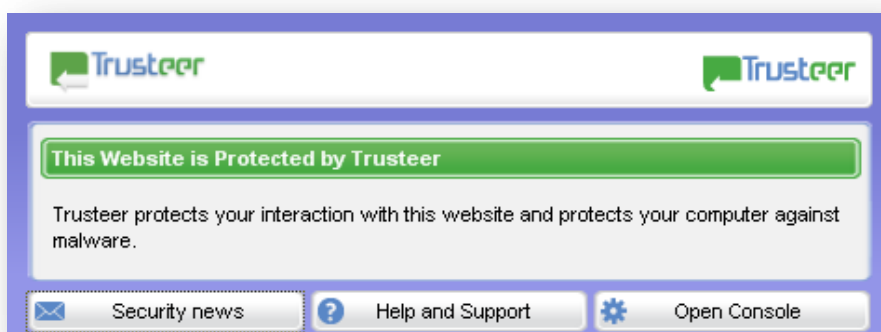 Trusteer Trusteer
This Website is Protected by Trusteer
Trusteer protects your interaction with this website and protects your computer against
malware.
Security news Help and Support Open Console